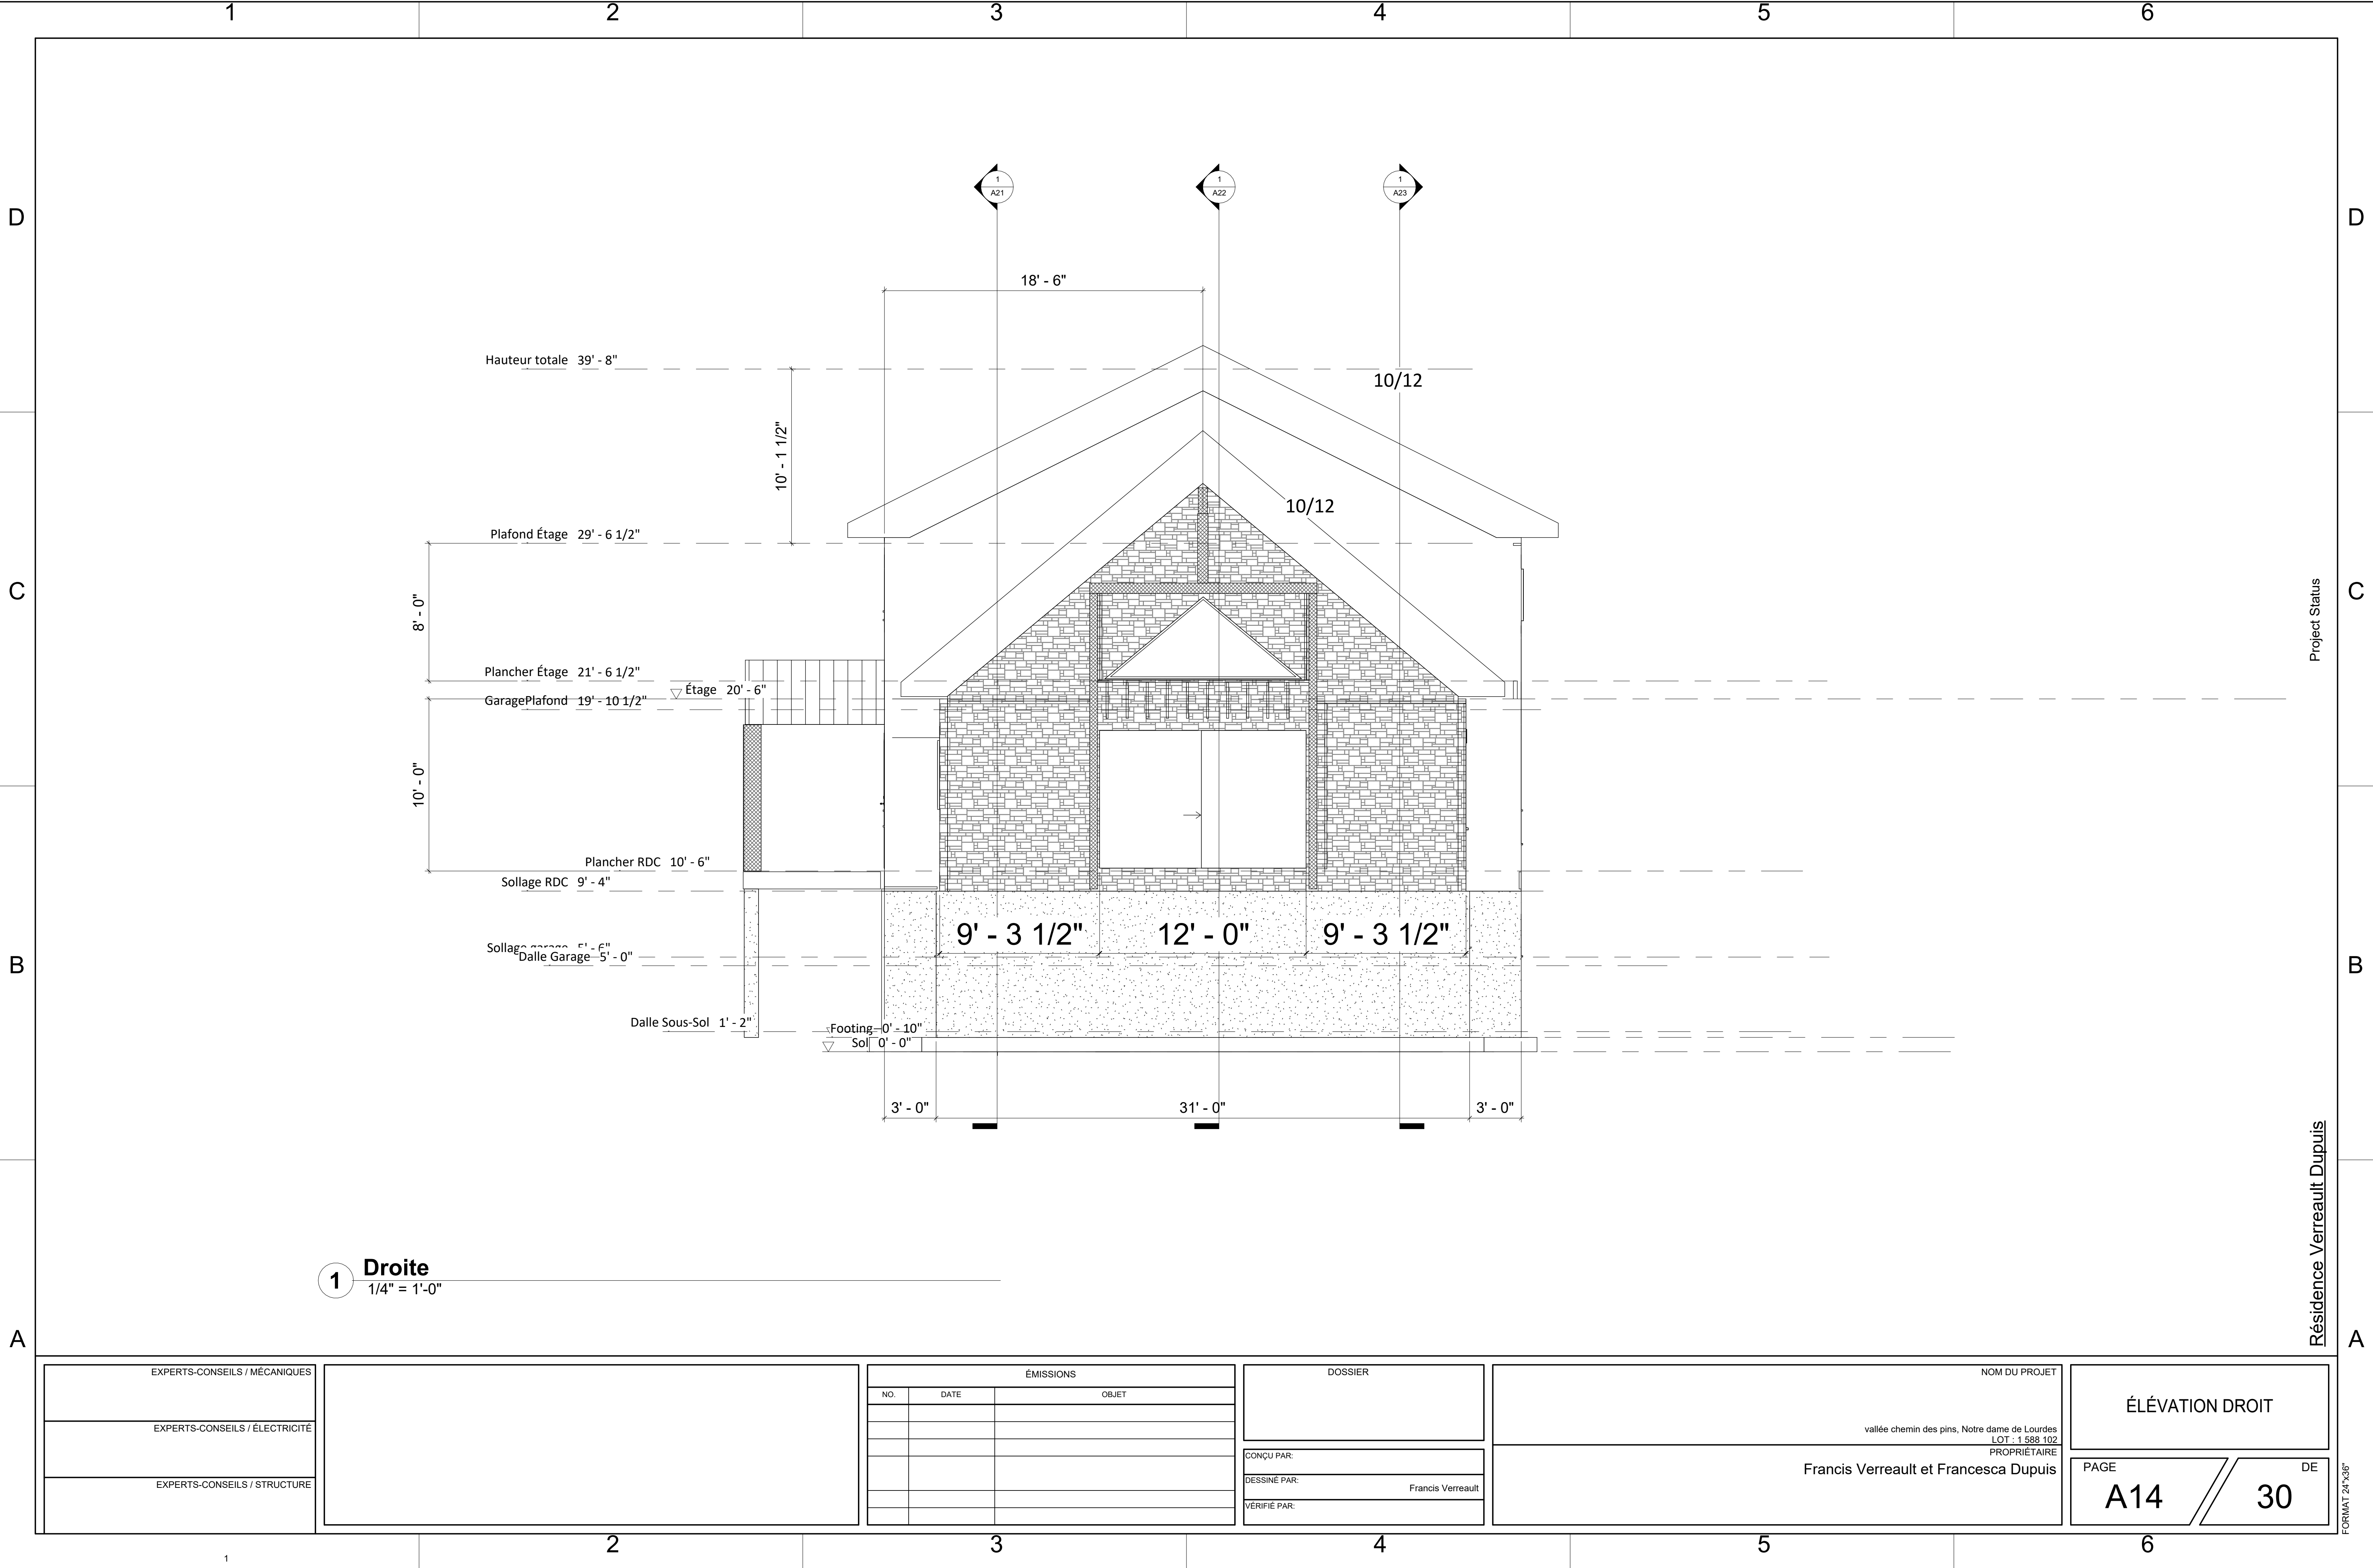 1 2 3 4 5 6
D D
C C
B B
A A
1
A21
1
A22
1
A23
18' - 6"
Hauteur totale 39' - 8"
10/12
10' - 1 1/2"
10/12
Plafond Étage 29' - 6 1/2"
8' - 0"
Plancher Étage 21' - 6 1/2"
Étage 20' - 6"
GaragePlafond 19' - 10 1/2"
10' - 0"
Plancher RDC 10' - 6"
Sollage RDC 9' - 4"
9' - 3 1/2" 12' - 0" 9' - 3 1/2"
Sollage garage 5' - 6"
Dalle Garage 5' - 0"
Dalle Sous-Sol 1' - 2"
Footing 0' - 10"
Sol 0' - 0"
3' - 0" 31' - 0" 3' - 0"
1 Droite
1/4" = 1'-0"
Project Status
Résidence Verreault Dupuis
EXPERTS-CONSEILS / MÉCANIQUES
EXPERTS-CONSEILS / ÉLECTRICITÉ
EXPERTS-CONSEILS / STRUCTURE
ÉMISSIONS
NO. DATE OBJET
DOSSIER
CONÇU PAR:
DESSINÉ PAR:
Francis Verreault
VÉRIFIÉ PAR:
NOM DU PROJET
vallée chemin des pins, Notre dame de Lourdes
LOT : 1 588 102
PROPRIÉTAIRE
Francis Verreault et Francesca Dupuis
ÉLÉVATION DROIT
PAGE DE
A14 30
FORMAT 24"x36"
2 3 4 5 6
1